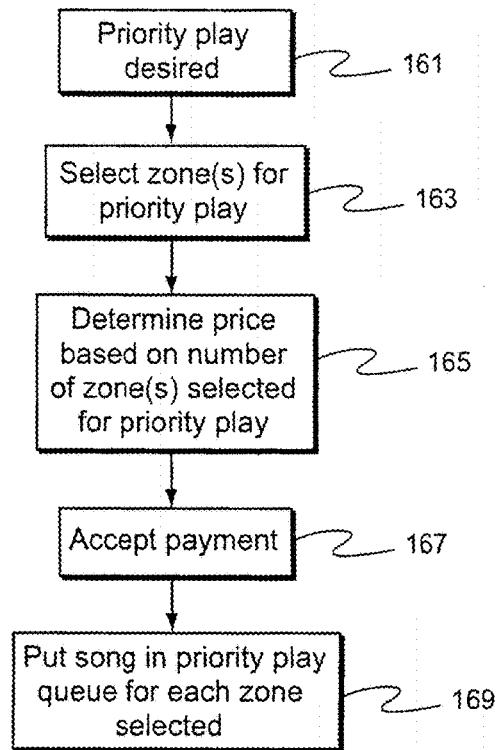 Priority play
desired
161
Select zone(s) for
priority play
163
Determine price
based on number
of zone(s) selected
for priority play
165
Accept payment
167
Put song in priority play
queue for each zone
selected
169